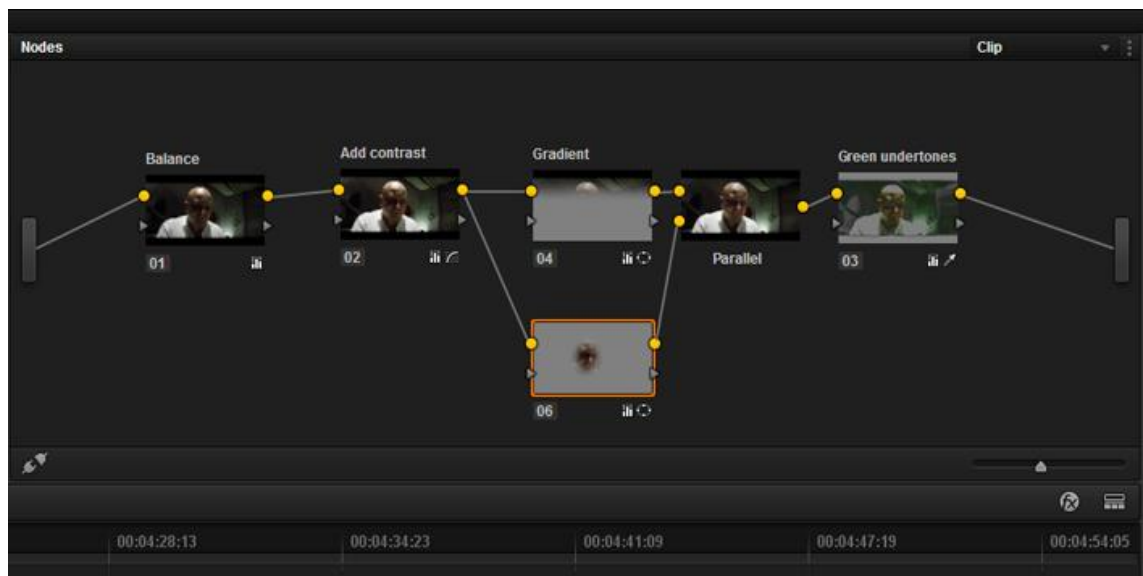 Nodes
Clip
Balance
Add contrast
Gradient
Green undertones
01
02
04
Parallel
03
06
00:04:28:13
00:04:34:23
00:04:41:09
00:04:47:19
00:04:54:05